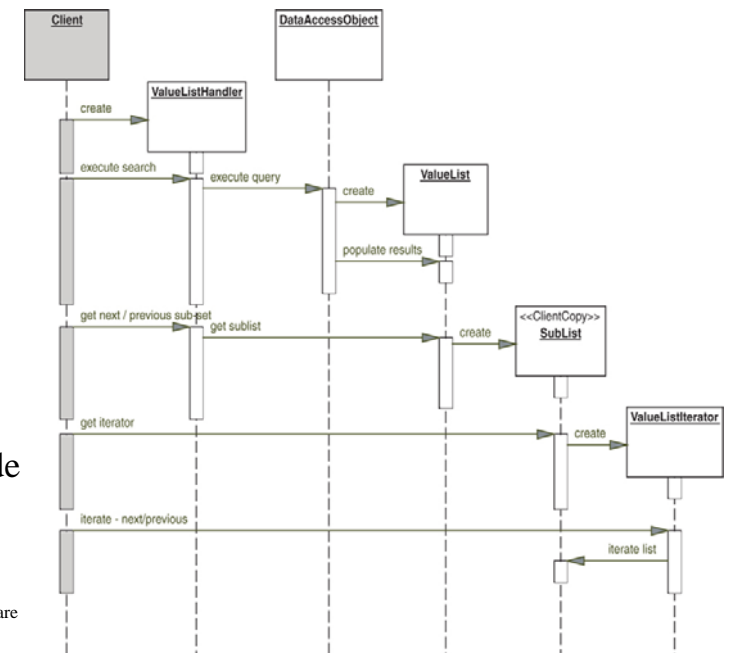 Client
DataAccessObject
ValueListHandler
create
execute search
execute query
create
ValueList
populate results
get next / previous sub-set
get sublist
create
<<ClientCopy>>
SubList
get iterator
create
ValueListIterator
iterate - next/previous
iterate list